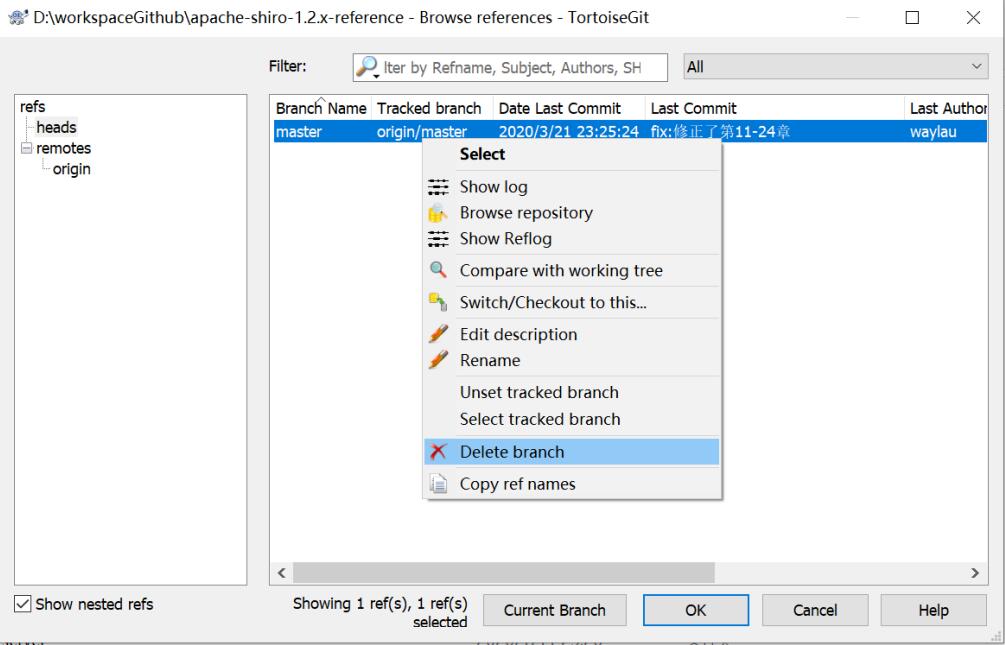 D:\workspaceGithub\apache-shiro-1.2.x-reference - Browse references - TortoiseGit
Filter:
lter by Refname, Subject, Authors, SH
All
refs
heads
remotes
origin
Branch Name Tracked branch Date Last Commit Last Commit Last Author
master origin/master 2020/3/21 23:25:24 fix:修正了第11-24章 waylau
Select
Show log
Browse repository
Show Reflog
Compare with working tree
Switch/Checkout to this...
Edit description
Rename
Unset tracked branch
Select tracked branch
Delete branch
Copy ref names
Show nested refs
Showing 1 ref(s), 1 ref(s)
selected
Current Branch
OK
Cancel
Help